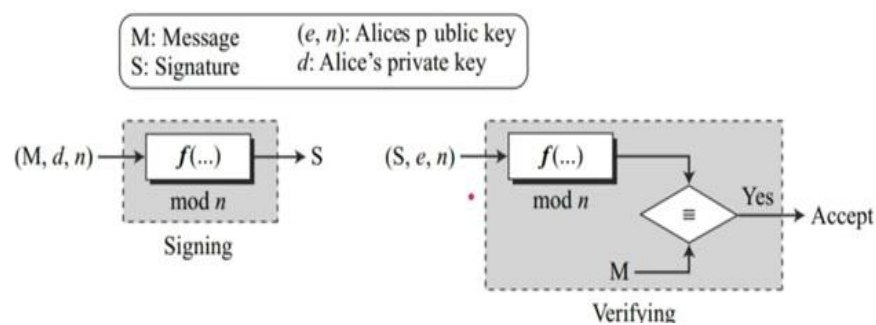 M: Message (e, n): Alices p ublic key
S: Signature d: Alice's private key
(M, d, n) f(...) S
mod n
Signing
(S, e, n) f(...)
mod n
≡ Yes Accept
M
Verifying